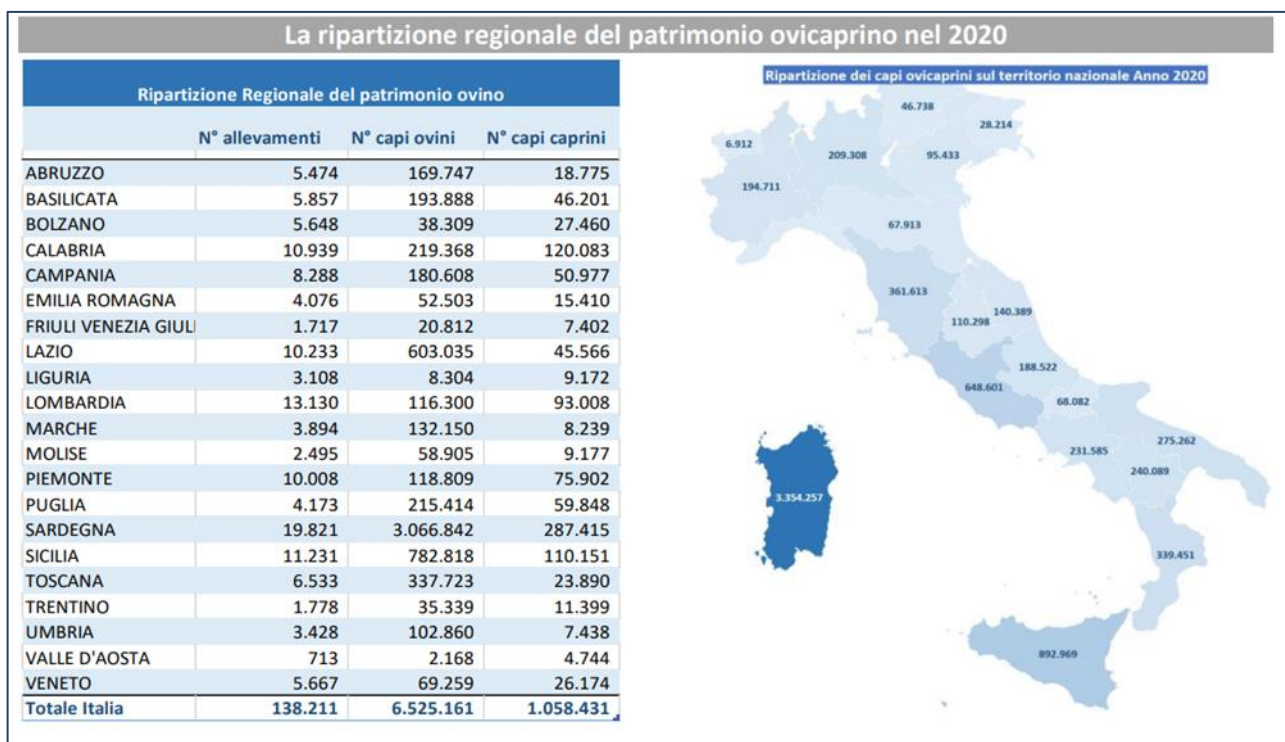 La ripartizione regionale del patrimonio ovicaprino nel 2020
Ripartizione Regionale del patrimonio ovino
N° allevamenti N° capi ovini N° capi caprini
ABRUZZO 5.474 169.747 18.775
BASILICATA 5.857 193.888 46.201
BOLZANO 5.648 38.309 27.460
CALABRIA 10.939 219.368 120.083
CAMPANIA 8.288 180.608 50.977
EMILIA ROMAGNA 4.076 52.503 15.410
FRIULI VENEZIA GIULI 1.717 20.812 7.402
LAZIO 10.233 603.035 45.566
LIGURIA 3.108 8.304 9.172
LOMBARDIA 13.130 116.300 93.008
MARCHE 3.894 132.150 8.239
MOLISE 2.495 58.905 9.177
PIEMONTE 10.008 118.809 75.902
PUGLIA 4.173 215.414 59.848
SARDEGNA 19.821 3.066.842 287.415
SICILIA 11.231 782.818 110.151
TOSCANA 6.533 337.723 23.890
TRENTINO 1.778 35.339 11.399
UMBRIA 3.428 102.860 7.438
VALLE D'AOSTA 713 2.168 4.744
VENETO 5.667 69.259 26.174
Totale Italia 138.211 6.525.161 1.058.431
Ripartizione dei capi ovicaprini sul territorio nazionale Anno 2020
46.738
28.214
6.912
209.308
95.433
194.711
67.913
361.613
140.389
110.298
188.522
648.601
68.082
275.262
231.585
240.089
3.354.257
339.451
892.969